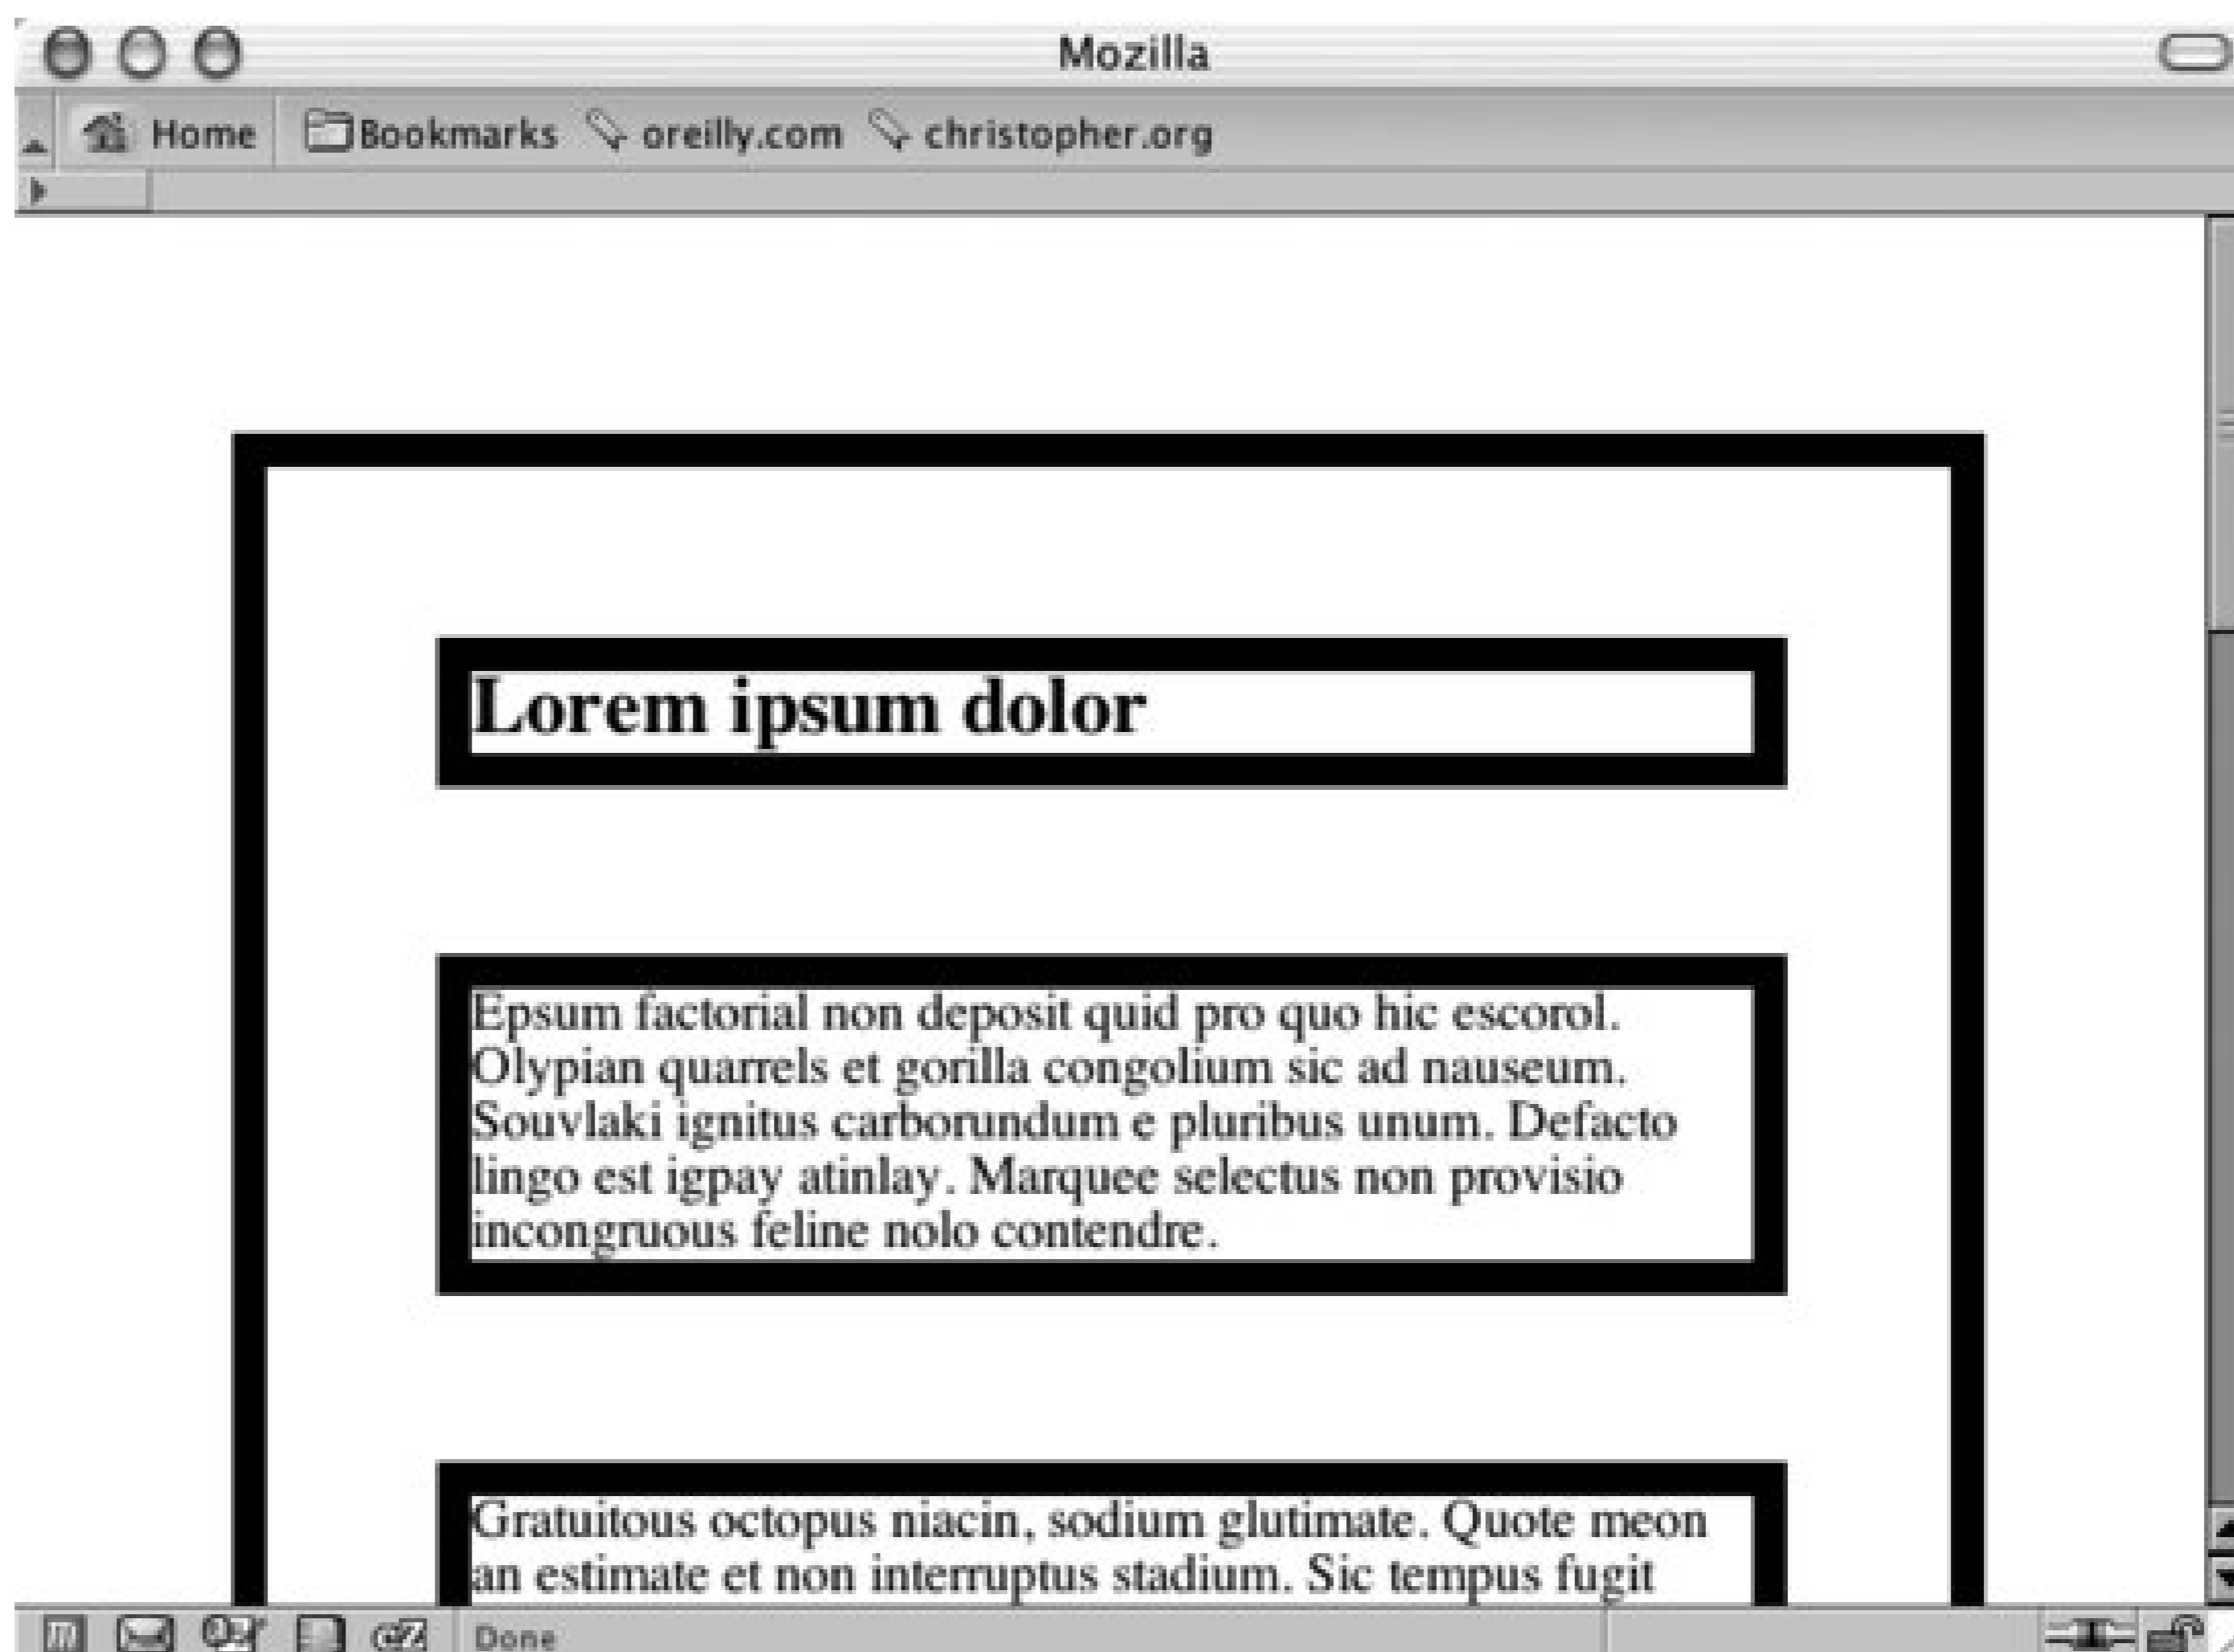 Mozilla
Home Bookmarks oreilly.com christopher.org
Lorem ipsum dolor
Epsum factorial non deposit quid pro quo hic escorol.
Olypian quarrels et gorilla congolium sic ad nauseum.
Souvlaki ignitus carborundum e pluribus unum. Defacto
lingo est igpay atinlay. Marquee selectus non provisio
incongruous feline nolo contendre.
Gratuitous octopus niacin, sodium glutimate. Quote meon
an estimate et non interruptus stadium. Sic tempus fugit
Done